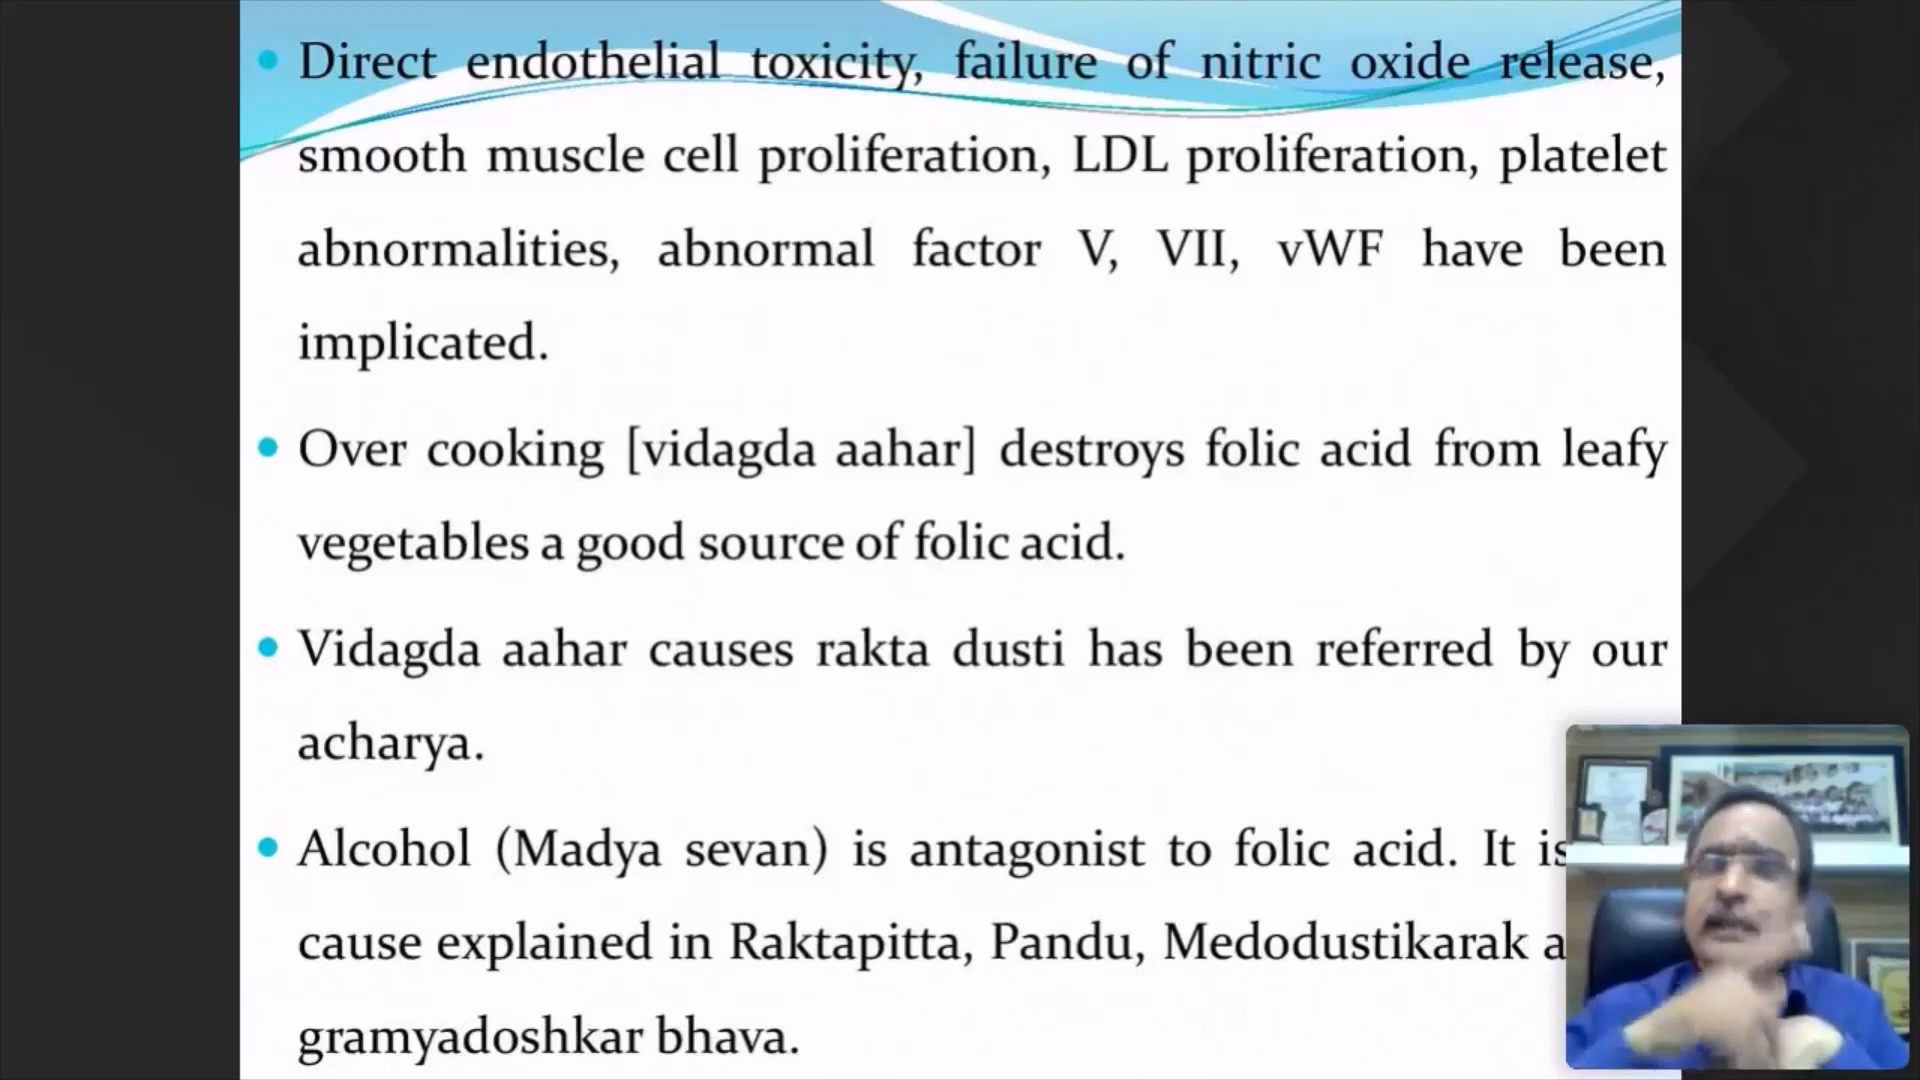 Direct endothelial toxicity, failure of nitric oxide release,
smooth muscle cell proliferation, LDL proliferation, platelet
abnormalities, abnormal factor V, VII, vWF have been
implicated.
Over cooking [vidagda aahar] destroys folic acid from leafy
vegetables a good source of folic acid.
Vidagda aahar causes rakta dusti has been referred by our
acharya.
Alcohol (Madya sevan) is antagonist to folic acid. It is
cause explained in Raktapitta, Pandu, Medodustikarak a
gramyadoshkar bhava.